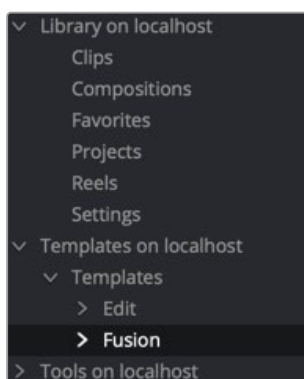 Library on localhost
Clips
Compositions
Favorites
Projects
Reels
Settings
Templates on localhost
Templates
Edit
Fusion
Tools on localhost